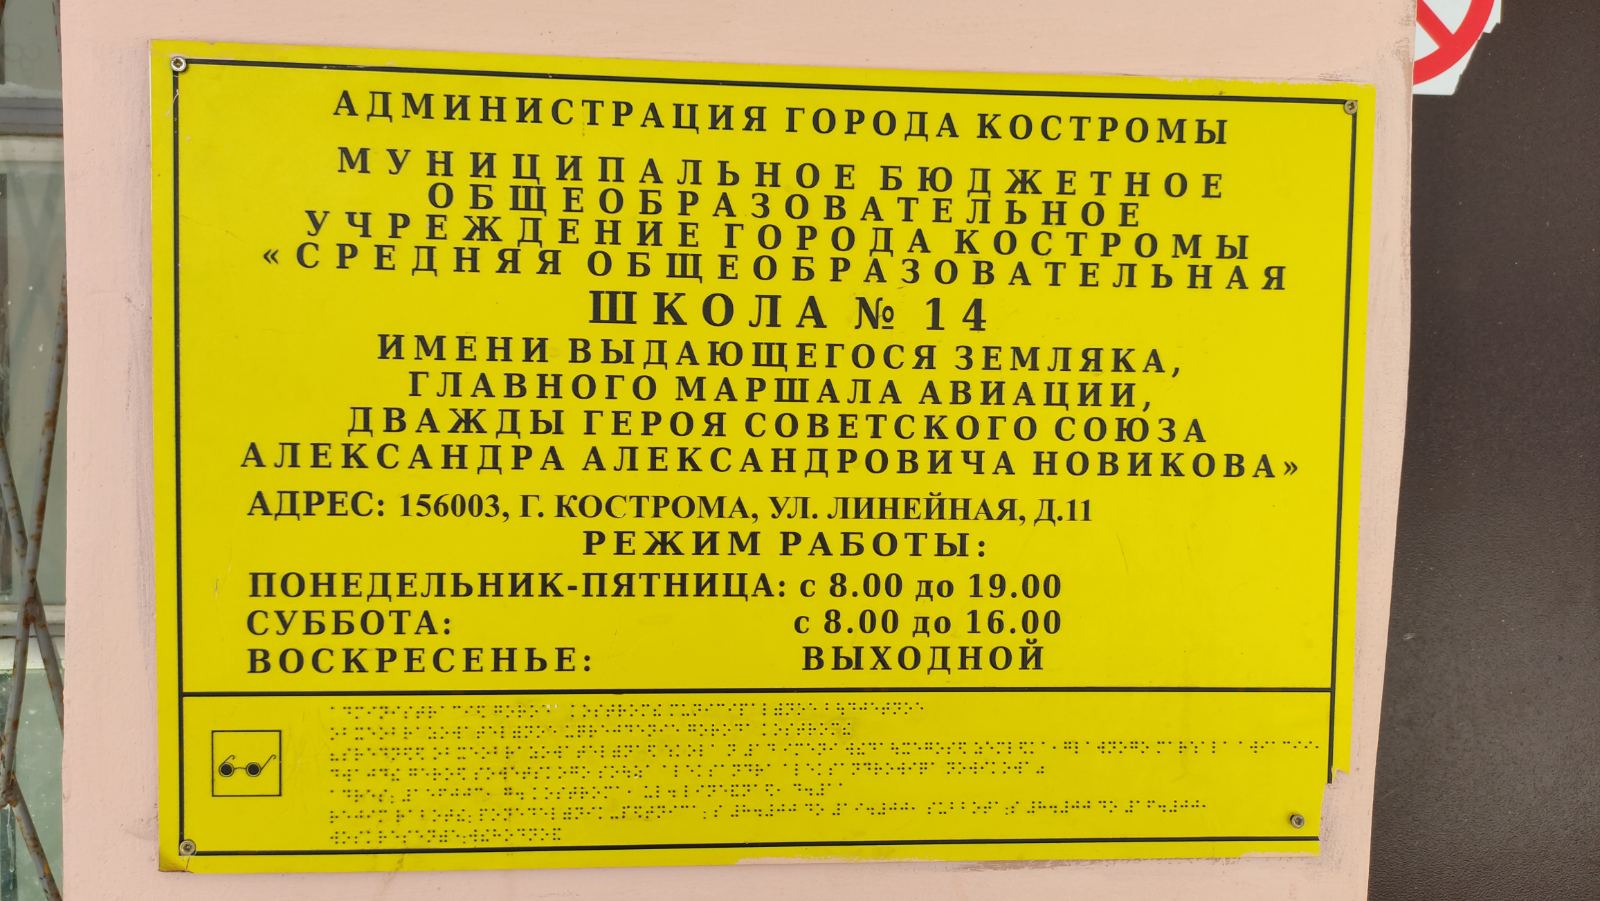 АДМИНИСТРАЦИЯ ГОРОДА КОСТРОМЫ
МУНИЦИПАЛЬНОЕ БЮДЖЕТНОЕ
ОБЩЕОБРАЗОВАТЕЛЬНОЕ
УЧРЕЖДЕНИЕ ГОРОДА КОСТРОМЫ
«СРЕДНЯЯ ОБЩЕОБРАЗОВАТЕЛЬНАЯ
ШКОЛА № 14
ИМЕНИ ВЫДАЮЩЕГОСЯ ЗЕМЛЯКА,
ГЛАВНОГО МАРШАЛА АВИАЦИИ,
ДВАЖДЫ ГЕРОЯ СОВЕТСКОГО СОЮЗА
АЛЕКСАНДРА АЛЕКСАНДРОВИЧА НОВИКОВА»
АДРЕС: 156003, Г. КОСТРОМА, УЛ. ЛИНЕЙНАЯ, Д.11
РЕЖИМ РАБОТЫ:
ПОНЕДЕЛЬНИК-ПЯТНИЦА: с 8.00 до 19.00
СУББОТА: с 8.00 до 16.00
ВОСКРЕСЕНЬЕ: ВЫХОДНОЙ